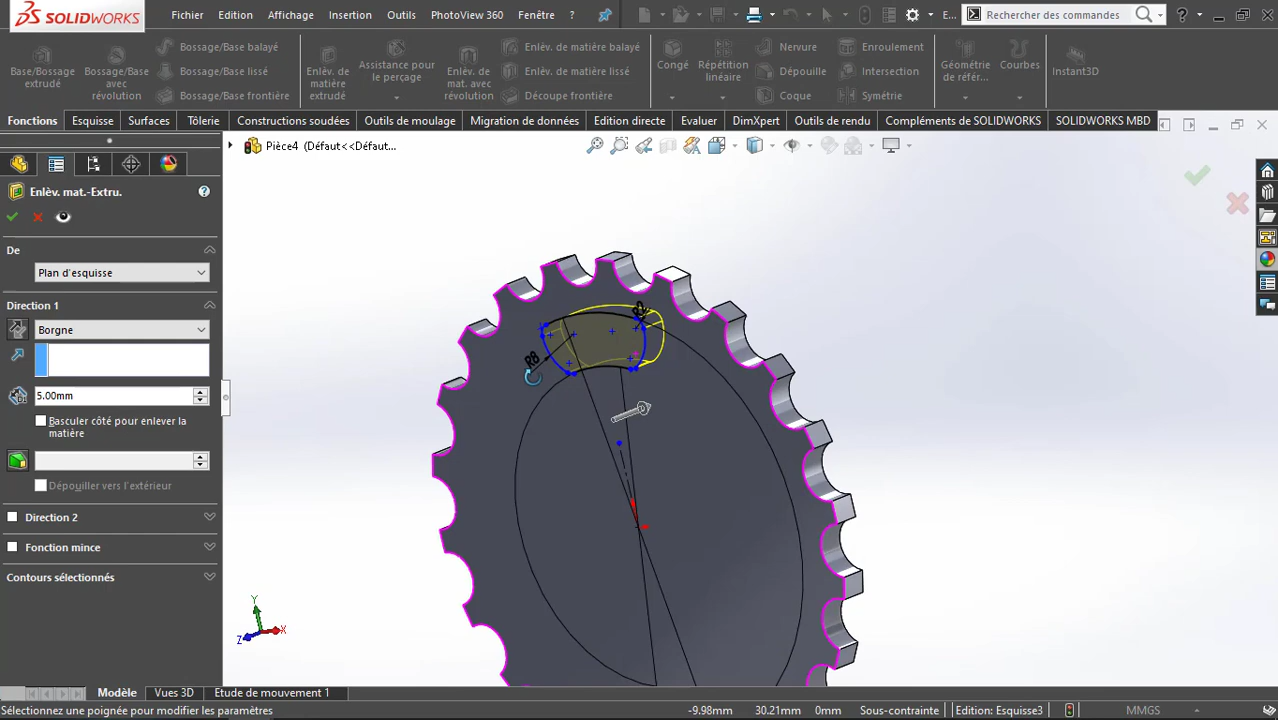 SOLIDWORKS
Fichier Edition Affichage Insertion Outils PhotoView 360 Fenêtre ? E... Rechercher des commandes ?
Base/Bossage extrudé
Bossage/Base avec révolution
Bossage/Base balayé
Bossage/Base lissé
Bossage/Base frontière
Enlèv. de matière extrudé
Assistance pour le perçage
Enlèv. de mat. avec révolution
Enlèv. de matière balayé
Enlèv. de matière lissé
Découpe frontière
Congé
Répétition linéaire
Nervure
Dépouille
Coque
Enroulement
Intersection
Symétrie
Géométrie de référ...
Courbes
Instant3D
Fonctions Esquisse Surfaces Tôlerie Constructions soudées Outils de moulage Migration de données Edition directe Evaluer DimXpert Outils de rendu Compléments de SOLIDWORKS SOLIDWORKS MBD
Pièce4 (Défaut<<Défaut...
Enlèv. mat.-Extru.
De
Plan d'esquisse
Direction 1
Borgne
5.00mm
Basculer côté pour enlever la
matière
Dépouiller vers l'extérieur
Direction 2
Fonction mince
Contours sélectionnés
R8
Y
Z
X
Modèle Vues 3D Etude de mouvement 1
Sélectionnez une poignée pour modifier les paramètres -9.98mm 30.21mm 0mm Sous-contrainte Edition: Esquisse3 MMGS